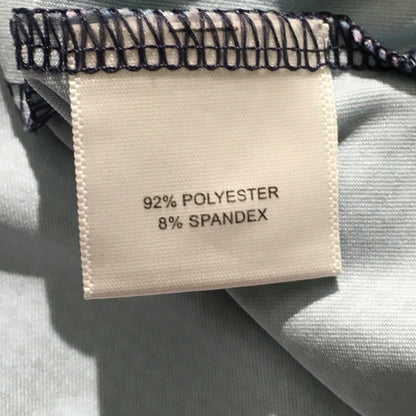 92% POLYESTER
8% SPANDEX